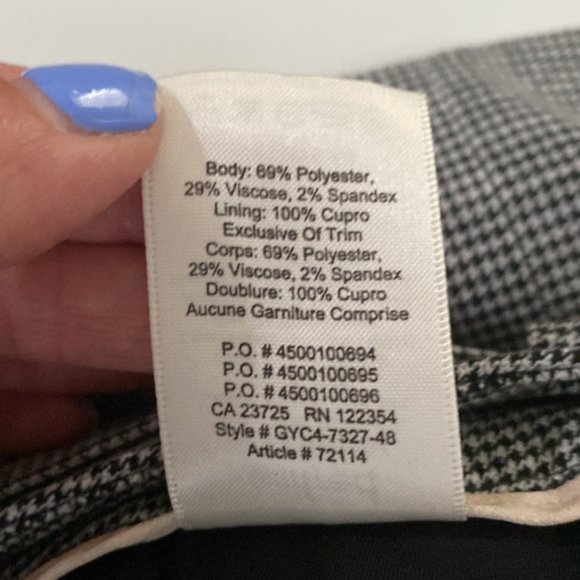 Body: 69% Polyester,
29% Viscose, 2% Spandex
Lining: 100% Cupro
Exclusive Of Trim
Corps: 69% Polyester,
29% Viscose, 2% Spandex
Doublure: 100% Cupro
Aucune Garniture Comprise
P.O. # 4500100694
P.O. # 4500100695
P.O. # 4500100696
CA 23725 RN 122354
Style # GYC4-7327-48
Article # 72114